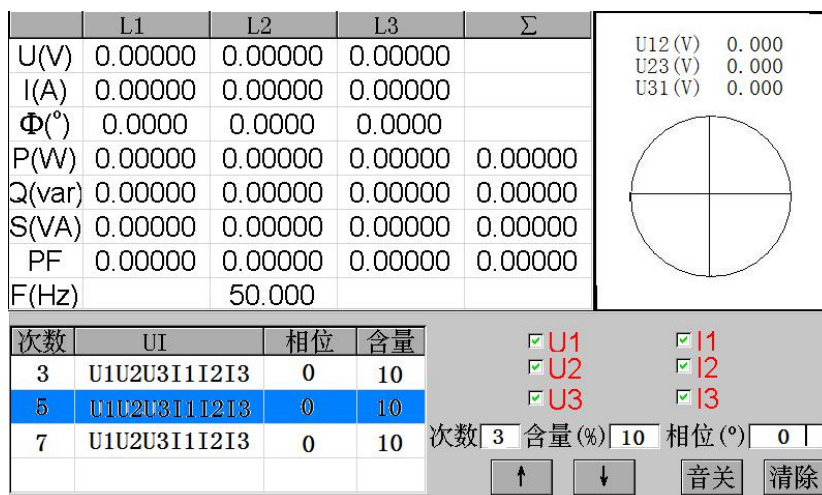 L1 L2 L3 Σ
U(V) 0.00000 0.00000 0.00000
I(A) 0.00000 0.00000 0.00000
Φ(°) 0.0000 0.0000 0.0000
P(W) 0.00000 0.00000 0.00000 0.00000
Q(var) 0.00000 0.00000 0.00000 0.00000
S(VA) 0.00000 0.00000 0.00000 0.00000
PF 0.00000 0.00000 0.00000 0.00000
F(Hz) 50.000
U12(V) 0.000
U23(V) 0.000
U31(V) 0.000
次数 UI 相位 含量
3 U1U2U3I1I2I3 0 10
5 U1U2U3I1I2I3 0 10
7 U1U2U3I1I2I3 0 10
U1 I1
U2 I2
U3 I3
次数 3 含量(%) 10 相位(°) 0
↑ ↓ 音关 清除